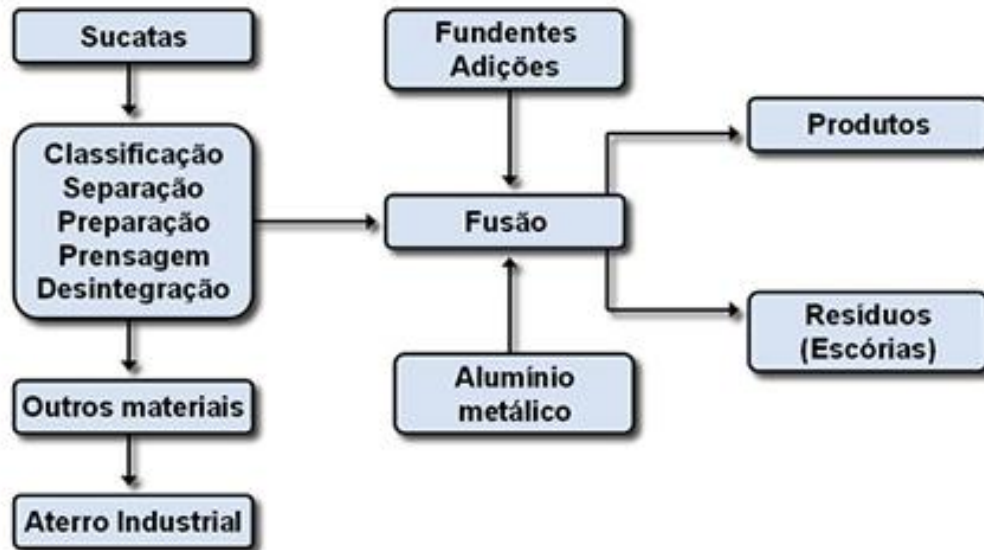 Sucatas
Classificação
Separação
Preparação
Prensagem
Desintegração
Outros materiais
Aterro Industrial
Fundentes
Adições
Fusão
Alumínio
metálico
Produtos
Resíduos
(Escórias)